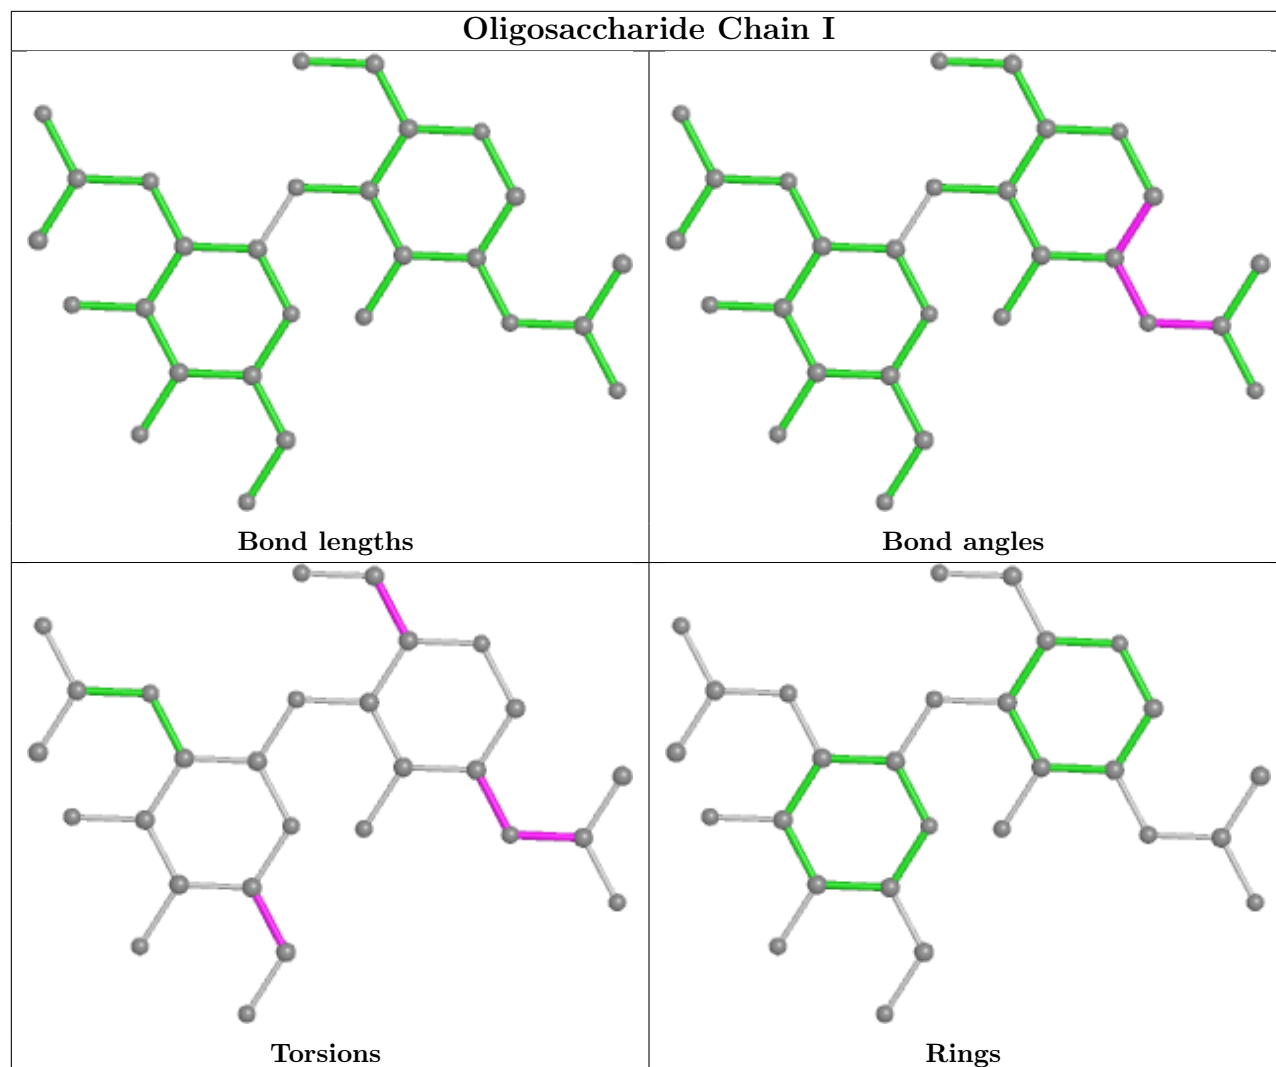 Oligosaccharide Chain I
Bond lengths
Bond angles
Torsions
Rings